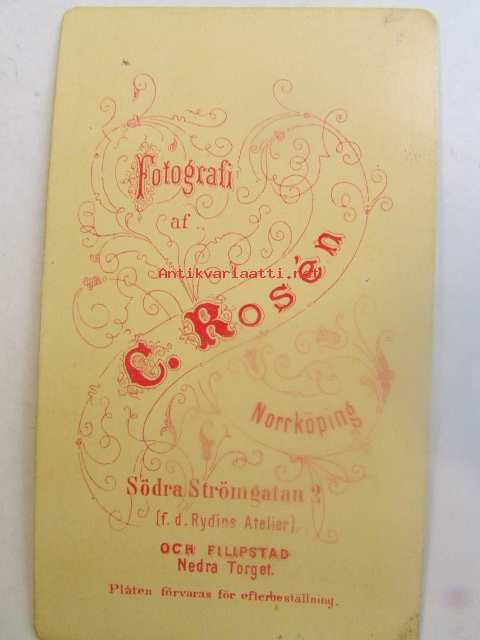 Fotografi
af
Antikvariaatti.net
C. Rosén
Norrköping
Södra Strömgatan 2
(f. d. Rydins Atelier).
OCH FILIPSTAD
Nedra Torget.
Plåten förvaras för efterbeställning.